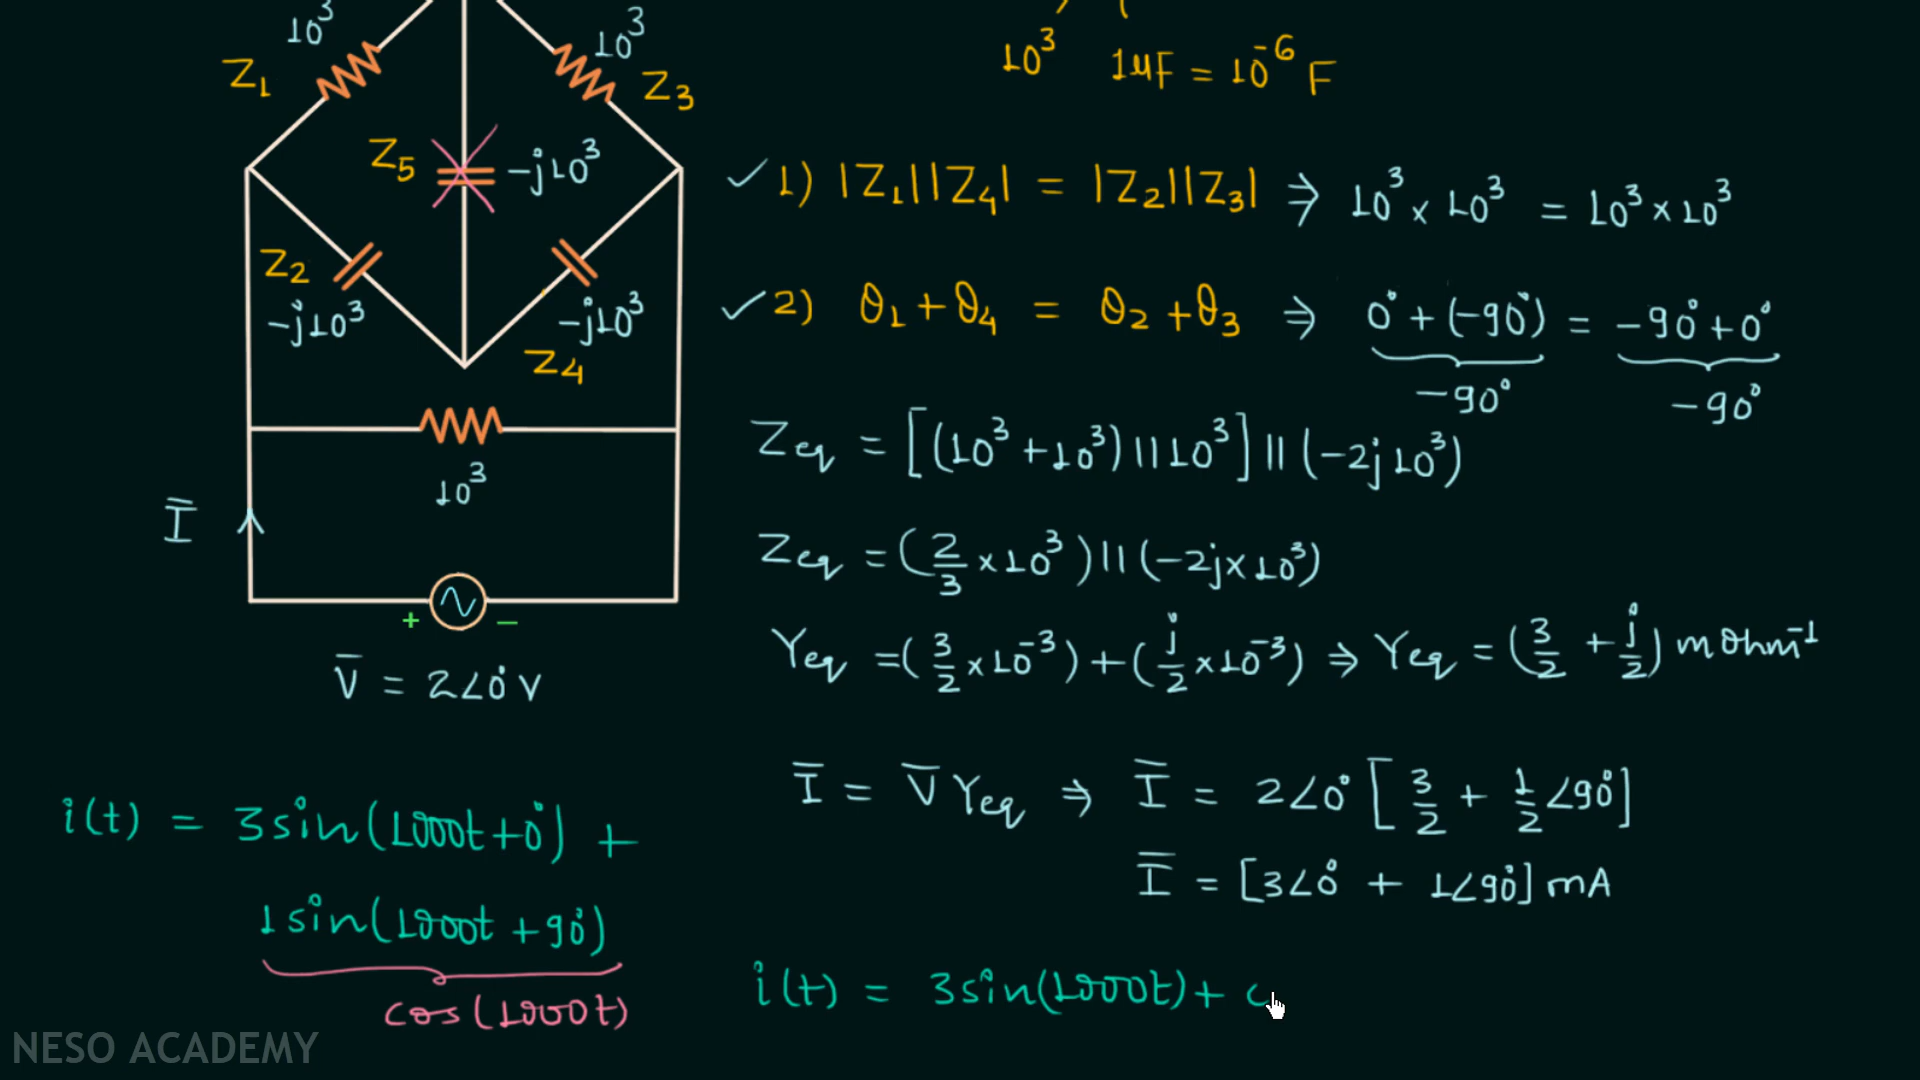 10³
10³
Z₁
Z₃
10³ 1µF = 10⁻⁶ F
Z₅
-j10³
✓ 1) |Z₁||Z₄| = |Z₂||Z₃| ⇒ 10³ x 10³ = 10³ x 10³
Z₂
-j10³
-j10³
Z₄
✓ 2) θ₁ + θ₄ = θ₂ + θ₃ ⇒ 0° + (-90°) = -90° + 0°
-90° -90°
Zeq = [(10³ + 10³) || 10³] || (-2j10³)
10³
Ī
Zeq = (2/3 x 10³) || (-2j x 10³)
+ −
Yeq = (3/2 x 10⁻³) + (j/2 x 10⁻³) ⇒ Yeq = (3/2 + j/2) m ohm⁻¹
V̄ = 2∠0° V
Ī = V̄ Yeq ⇒ Ī = 2∠0° [3/2 + 1/2 ∠90°]
Ī = [3∠0° + 1∠90°] mA
i(t) = 3sin(1000t + 0°) +
1sin(1000t + 90°)
cos(1000t)
i(t) = 3sin(1000t) + c
NESO ACADEMY